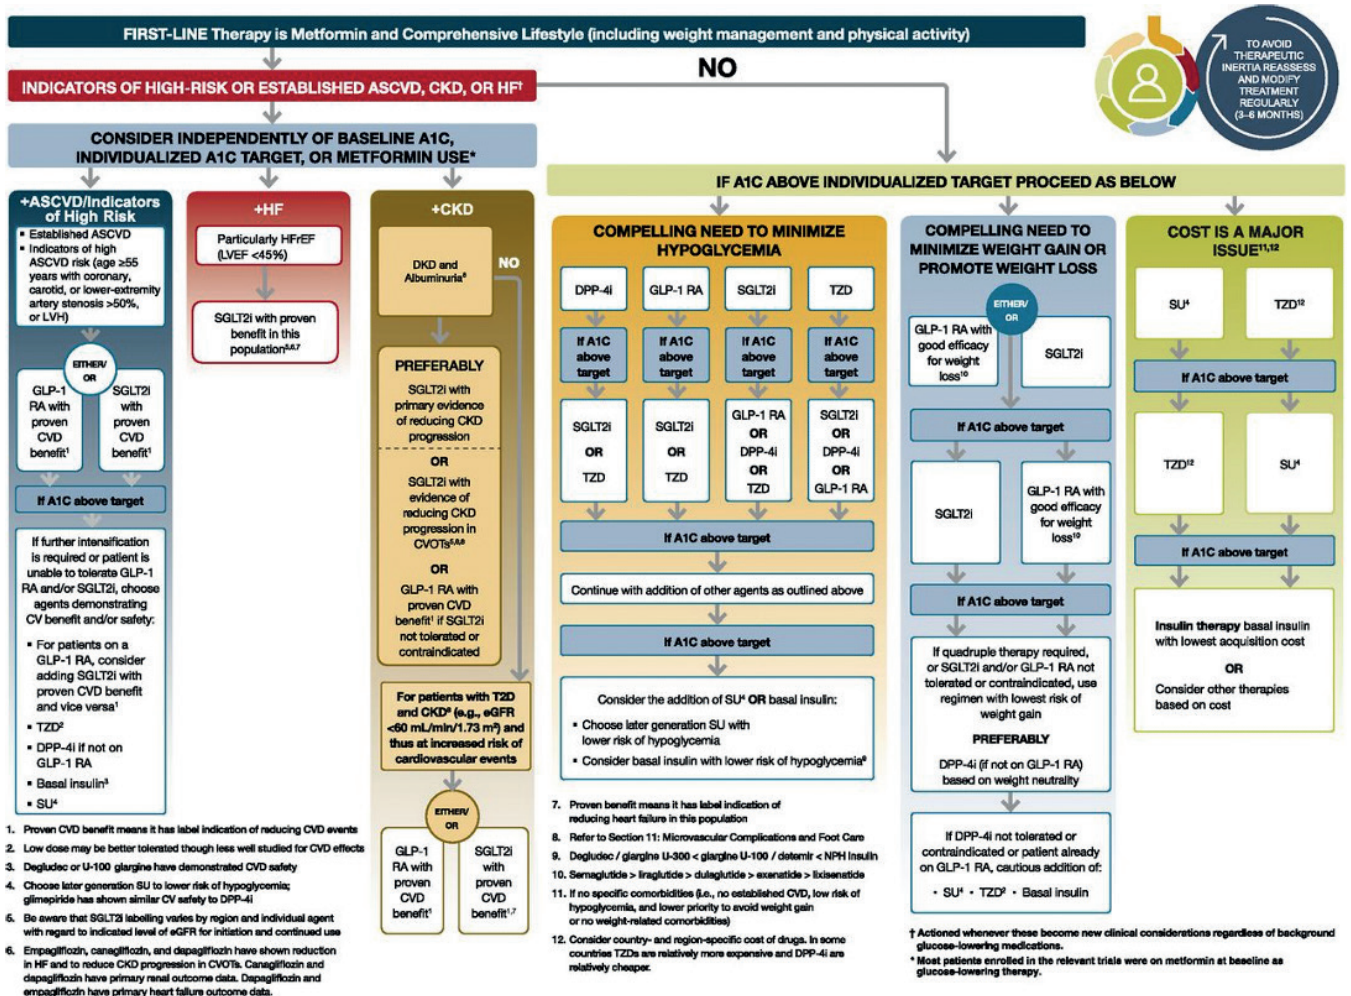 FIRST-LINE Therapy is Metformin and Comprehensive Lifestyle (including weight management and physical activity)
TO AVOID
THERAPEUTIC
INERTIA REASSESS
AND MODIFY
TREATMENT
REGULARLY
(3–6 MONTHS)
NO
INDICATORS OF HIGH-RISK OR ESTABLISHED ASCVD, CKD, OR HF†
CONSIDER INDEPENDENTLY OF BASELINE A1C,
INDIVIDUALIZED A1C TARGET, OR METFORMIN USE*
+ASCVD/Indicators
of High Risk
▪ Established ASCVD
▪ Indicators of high
ASCVD risk (age ≥55
years with coronary,
carotid, or lower-extremity
artery stenosis >50%,
or LVH)
EITHER/
OR
GLP-1
RA with
proven
CVD
benefit¹
SGLT2i
with
proven
CVD
benefit¹
If A1C above target
If further intensification
is required or patient is
unable to tolerate GLP-1
RA and/or SGLT2i, choose
agents demonstrating
CV benefit and/or safety:
▪ For patients on a
GLP-1 RA, consider
adding SGLT2i with
proven CVD benefit
and vice versa¹
▪ TZD²
▪ DPP-4i if not on
GLP-1 RA
▪ Basal insulin³
▪ SU⁴
+HF
Particularly HFrEF
(LVEF <45%)
SGLT2i with proven
benefit in this
population⁵,⁶,⁷
+CKD
DKD and
Albuminuria⁸
NO
PREFERABLY
SGLT2i with
primary evidence
of reducing CKD
progression
OR
SGLT2i with
evidence of
reducing CKD
progression in
CVOTs⁵,⁶,⁸
OR
GLP-1 RA with
proven CVD
benefit¹ if SGLT2i
not tolerated or
contraindicated
For patients with T2D
and CKD⁸ (e.g., eGFR
<60 mL/min/1.73 m²) and
thus at increased risk of
cardiovascular events
EITHER/
OR
GLP-1
RA with
proven
CVD
benefit¹
SGLT2i
with
proven
CVD
benefit¹,⁷
IF A1C ABOVE INDIVIDUALIZED TARGET PROCEED AS BELOW
COMPELLING NEED TO MINIMIZE
HYPOGLYCEMIA
DPP-4i
GLP-1 RA
SGLT2i
TZD
If A1C
above
target
If A1C
above
target
If A1C
above
target
If A1C
above
target
SGLT2i
OR
TZD
SGLT2i
OR
TZD
GLP-1 RA
OR
DPP-4i
OR
TZD
SGLT2i
OR
DPP-4i
OR
GLP-1 RA
If A1C above target
Continue with addition of other agents as outlined above
If A1C above target
Consider the addition of SU⁴ OR basal insulin:
▪ Choose later generation SU with
lower risk of hypoglycemia
▪ Consider basal insulin with lower risk of hypoglycemia⁹
COMPELLING NEED TO
MINIMIZE WEIGHT GAIN OR
PROMOTE WEIGHT LOSS
EITHER/
OR
GLP-1 RA with
good efficacy
for weight
loss¹⁰
SGLT2i
If A1C above target
SGLT2i
GLP-1 RA with
good efficacy
for weight
loss¹⁰
If A1C above target
If quadruple therapy required,
or SGLT2i and/or GLP-1 RA not
tolerated or contraindicated, use
regimen with lowest risk of
weight gain
PREFERABLY
DPP-4i (if not on GLP-1 RA)
based on weight neutrality
If DPP-4i not tolerated or
contraindicated or patient already
on GLP-1 RA, cautious addition of:
· SU⁴ · TZD² · Basal insulin
COST IS A MAJOR
ISSUE¹¹,¹²
SU⁴
TZD¹²
If A1C above target
TZD¹²
SU⁴
If A1C above target
Insulin therapy basal insulin
with lowest acquisition cost
OR
Consider other therapies
based on cost
1. Proven CVD benefit means it has label indication of reducing CVD events
2. Low dose may be better tolerated though less well studied for CVD effects
3. Degludec or U-100 glargine have demonstrated CVD safety
4. Choose later generation SU to lower risk of hypoglycemia;
glimepiride has shown similar CV safety to DPP-4i
5. Be aware that SGLT2i labelling varies by region and individual agent
with regard to indicated level of eGFR for initiation and continued use
6. Empagliflozin, canagliflozin, and dapagliflozin have shown reduction
in HF and to reduce CKD progression in CVOTs. Canagliflozin and
dapagliflozin have primary renal outcome data. Dapagliflozin and
empagliflozin have primary heart failure outcome data.
7. Proven benefit means it has label indication of
reducing heart failure in this population
8. Refer to Section 11: Microvascular Complications and Foot Care
9. Degludec / glargine U-300 < glargine U-100 / detemir < NPH insulin
10. Semaglutide > liraglutide > dulaglutide > exenatide > lixisenatide
11. If no specific comorbidities (i.e., no established CVD, low risk of
hypoglycemia, and lower priority to avoid weight gain
or no weight-related comorbidities)
12. Consider country- and region-specific cost of drugs. In some
countries TZDs are relatively more expensive and DPP-4i are
relatively cheaper.
† Actioned whenever these become new clinical considerations regardless of background
glucose-lowering medications.
* Most patients enrolled in the relevant trials were on metformin at baseline as
glucose-lowering therapy.